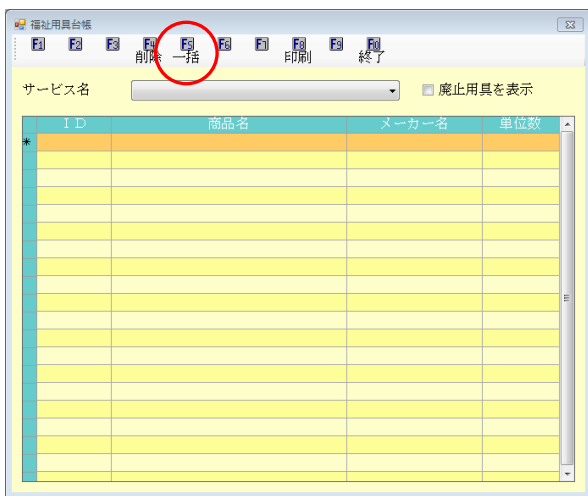 福祉用具台帳
F1 F2 F3 F4 F5 F6 F7 F8 F9 F10
削除 一括 印刷 終了
サービス名 廃止用具を表示
ＩＤ 商品名 メーカー名 単位数
*